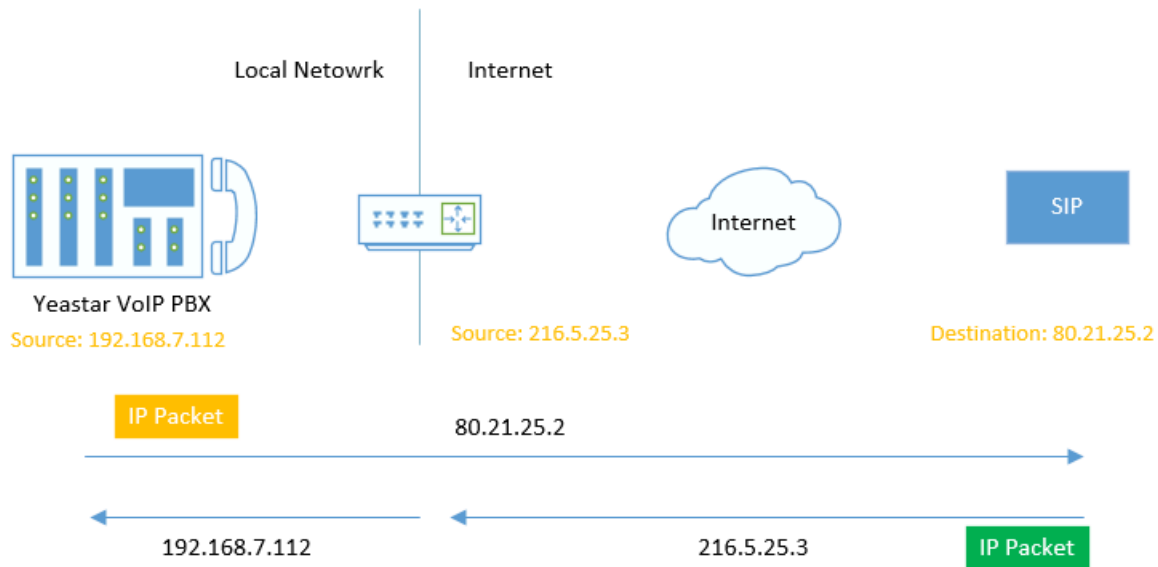 Local Netowrk
Internet
Internet
SIP
Yeastar VoIP PBX
Source: 192.168.7.112
Source: 216.5.25.3
Destination: 80.21.25.2
IP Packet
80.21.25.2
192.168.7.112
216.5.25.3
IP Packet